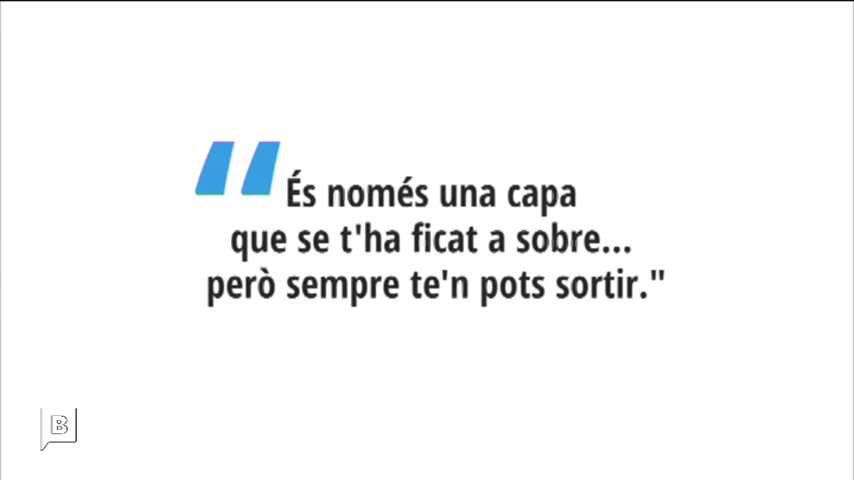 “És només una capa
que se t'ha ficat a sobre...
però sempre te'n pots sortir."
B